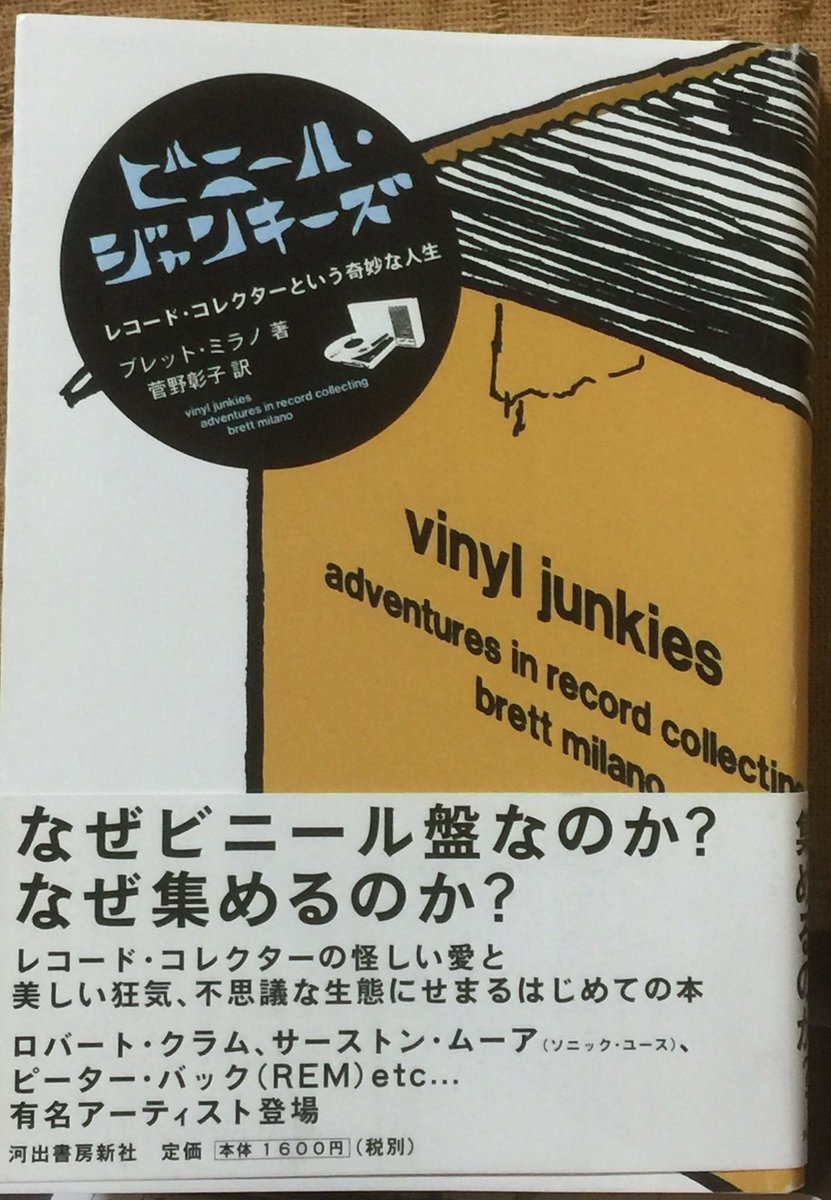 ビニール・
ジャンキーズ
レコード・コレクターという奇妙な人生
ブレット・ミラノ 著
菅野彰子 訳
vinyl junkies
adventures in record collecting
brett milano
vinyl junkies
adventures in record collecting
brett milano
なぜビニール盤なのか?
なぜ集めるのか?
レコード・コレクターの怪しい愛と
美しい狂気、不思議な生態にせまるはじめての本
ロバート・クラム、サーストン・ムーア(ソニック・ユース)、
ピーター・バック(REM)etc...
有名アーティスト登場
河出書房新社 定価 本体1600円(税別)
集めるのか